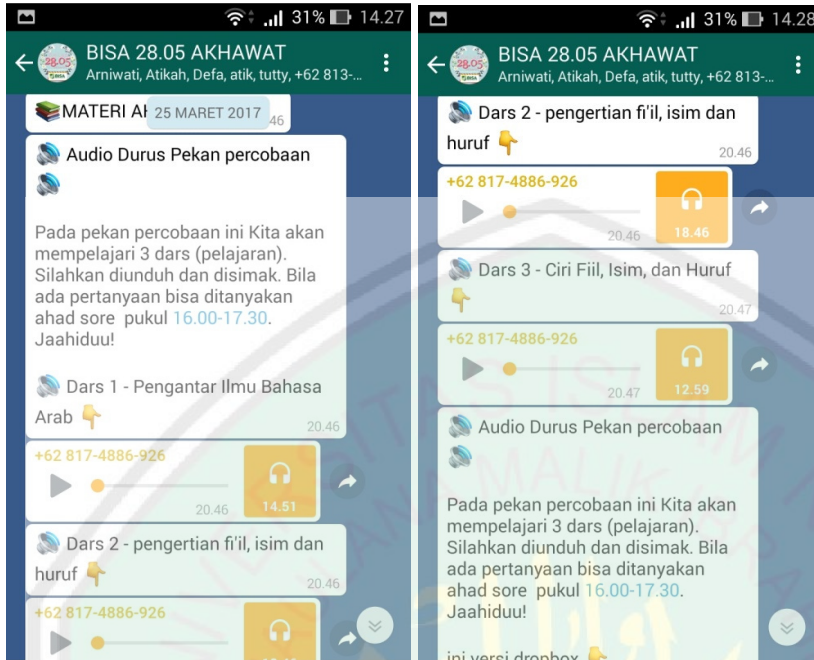 31% 14.27
BISA 28.05 AKHAWAT
Arniwati, Atikah, Defa, atik, tutty, +62 813-...
MATERI
25 MARET 2017
46
Audio Durus Pekan percobaan
Pada pekan percobaan ini Kita akan
mempelajari 3 dars (pelajaran).
Silahkan diunduh dan disimak. Bila
ada pertanyaan bisa ditanyakan
ahad sore pukul 16.00-17.30.
Jaahiduu!
Dars 1 - Pengantar Ilmu Bahasa
Arab
20.46
+62 817-4886-926
20.46
14.51
Dars 2 - pengertian fi'il, isim dan
huruf
20.46
+62 817-4886-926
31% 14.28
BISA 28.05 AKHAWAT
Arniwati, Atikah, Defa, atik, tutty, +62 813-...
Dars 2 - pengertian fi'il, isim dan
huruf
20.46
+62 817-4886-926
20.46
18.46
Dars 3 - Ciri Fiil, Isim, dan Huruf
20.47
+62 817-4886-926
20.47
12.59
Audio Durus Pekan percobaan
Pada pekan percobaan ini Kita akan
mempelajari 3 dars (pelajaran).
Silahkan diunduh dan disimak. Bila
ada pertanyaan bisa ditanyakan
ahad sore pukul 16.00-17.30.
Jaahiduu!
ini versi dropbox